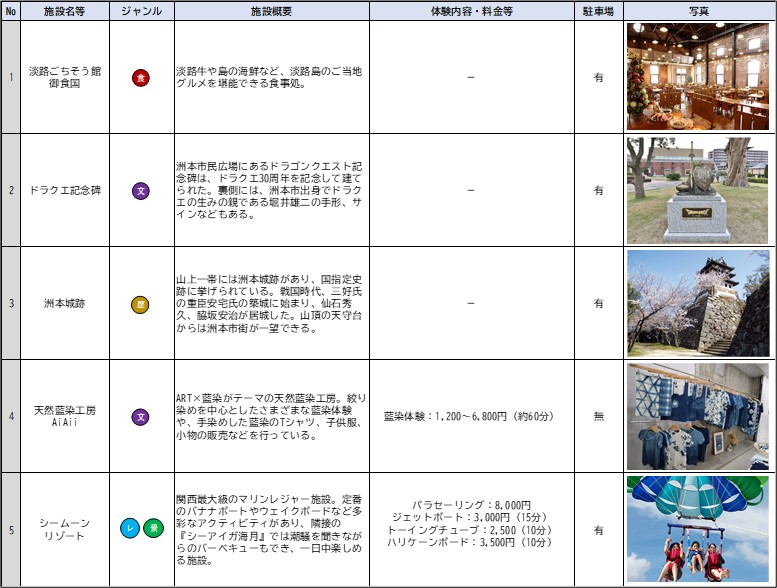 No 施設名等 ジャンル 施設概要 体験内容・料金等 駐車場 写真
1
淡路ごちそう館
御食国
食
淡路牛や島の海鮮など、淡路島のご当地
グルメを堪能できる食事処。
－
有
2
ドラクエ記念碑
文
洲本市民広場にあるドラゴンクエスト記
念碑は、ドラクエ30周年を記念して建て
られた。裏側には、洲本市出身でドラク
エの生みの親である堀井雄二の手形、サ
インなどもある。
－
有
3
洲本城跡
歴
山上一帯には洲本城跡があり、国指定史
跡に挙げられている。戦国時代、三好氏
の重臣安宅氏の築城に始まり、仙石秀
久、脇坂安治が居城した。山頂の天守台
からは洲本市街が一望できる。
－
有
4
天然藍染工房
AiAii
文
ART×藍染がテーマの天然藍染工房。絞り
染めを中心としたさまざまな藍染体験
や、手染めした藍染のTシャツ、子供服、
小物の販売などを行っている。
藍染体験：1,200～6,800円（約60分）
無
5
シームーン
リゾート
レ 景
関西最大級のマリンレジャー施設。定番
のバナナボートやウェイクボードなど多
彩なアクティビティがあり、隣接の
『シーアイガ海月』では潮騒を聞きなが
らのバーベキューもでき、一日中楽しめ
る施設。
パラセーリング：8,000円
ジェットボート：3,000円（15分）
トーイングチューブ：2,500（10分）
ハリケーンボード：3,500円（10分）
有